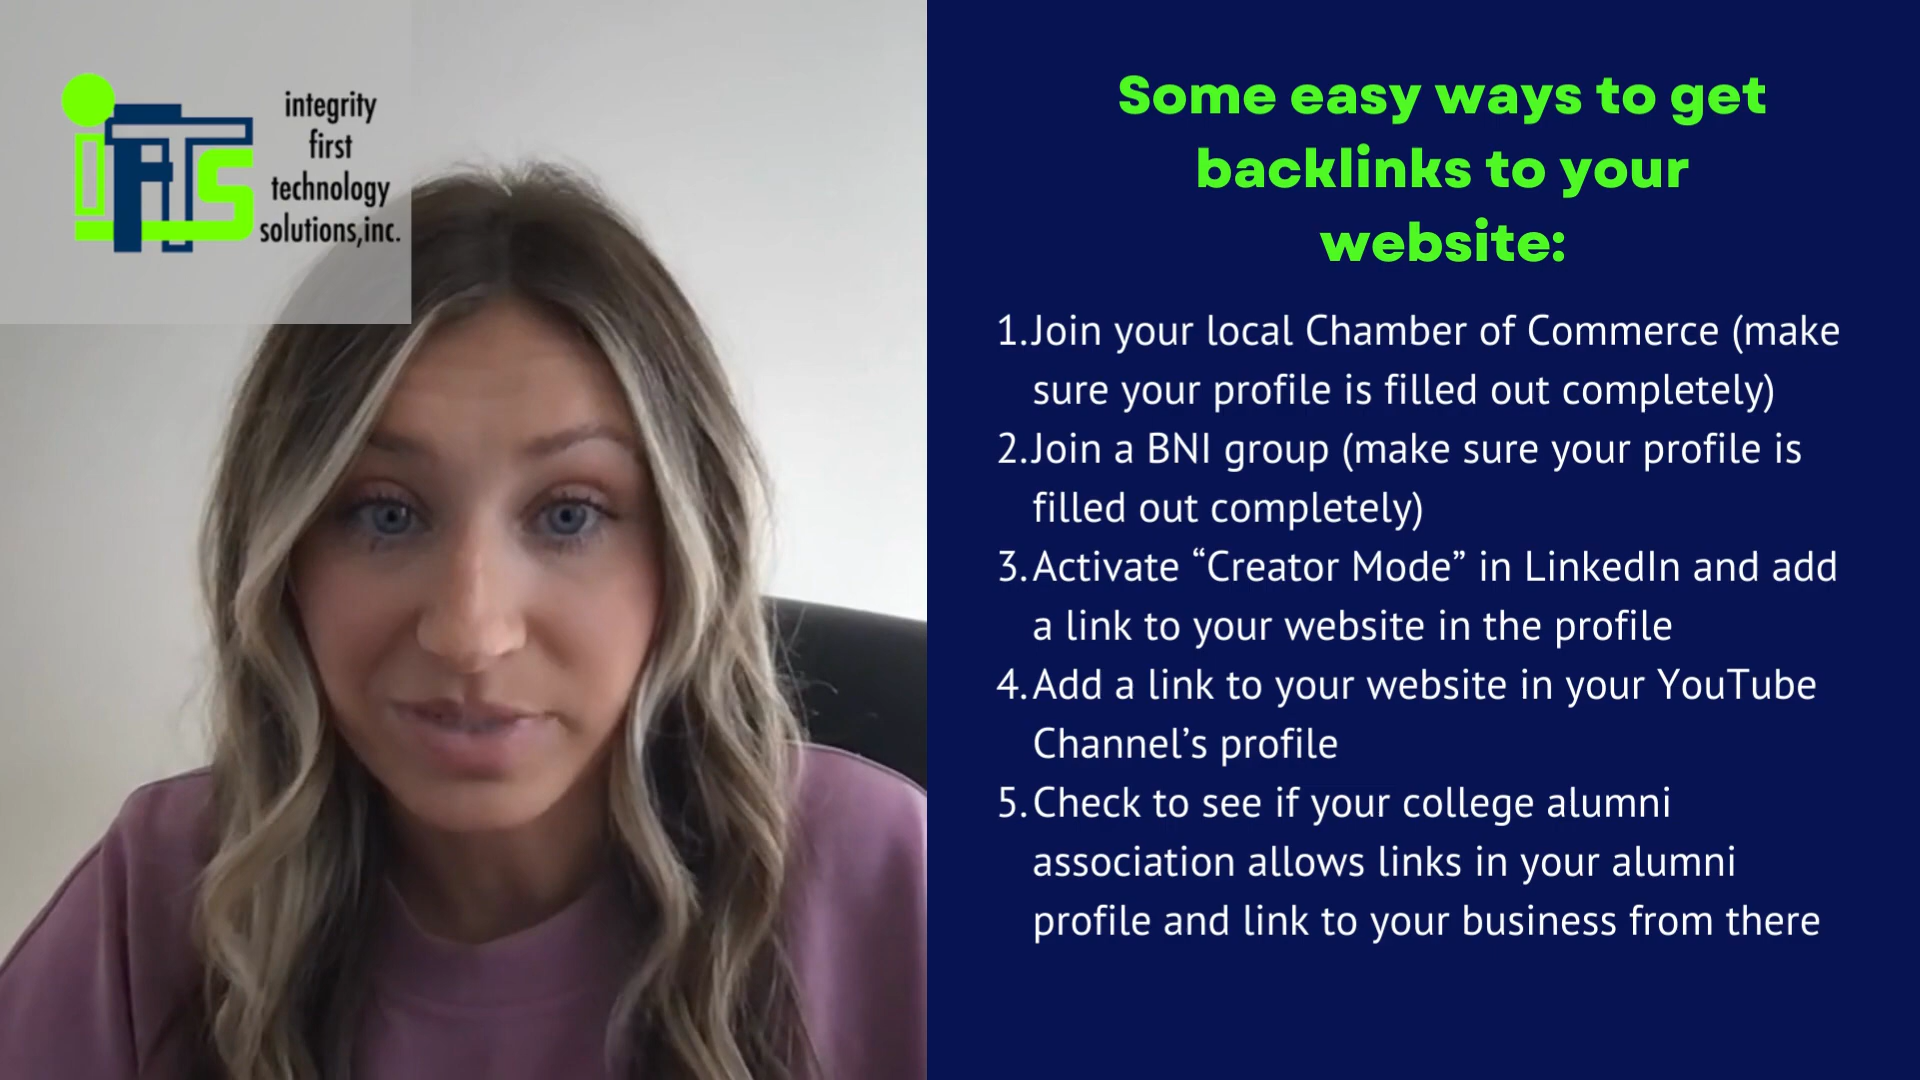 iFTS
integrity
first
technology
solutions,inc.
Some easy ways to get
backlinks to your
website:
1.Join your local Chamber of Commerce (make
sure your profile is filled out completely)
2.Join a BNI group (make sure your profile is
filled out completely)
3.Activate “Creator Mode” in LinkedIn and add
a link to your website in the profile
4.Add a link to your website in your YouTube
Channel’s profile
5.Check to see if your college alumni
association allows links in your alumni
profile and link to your business from there